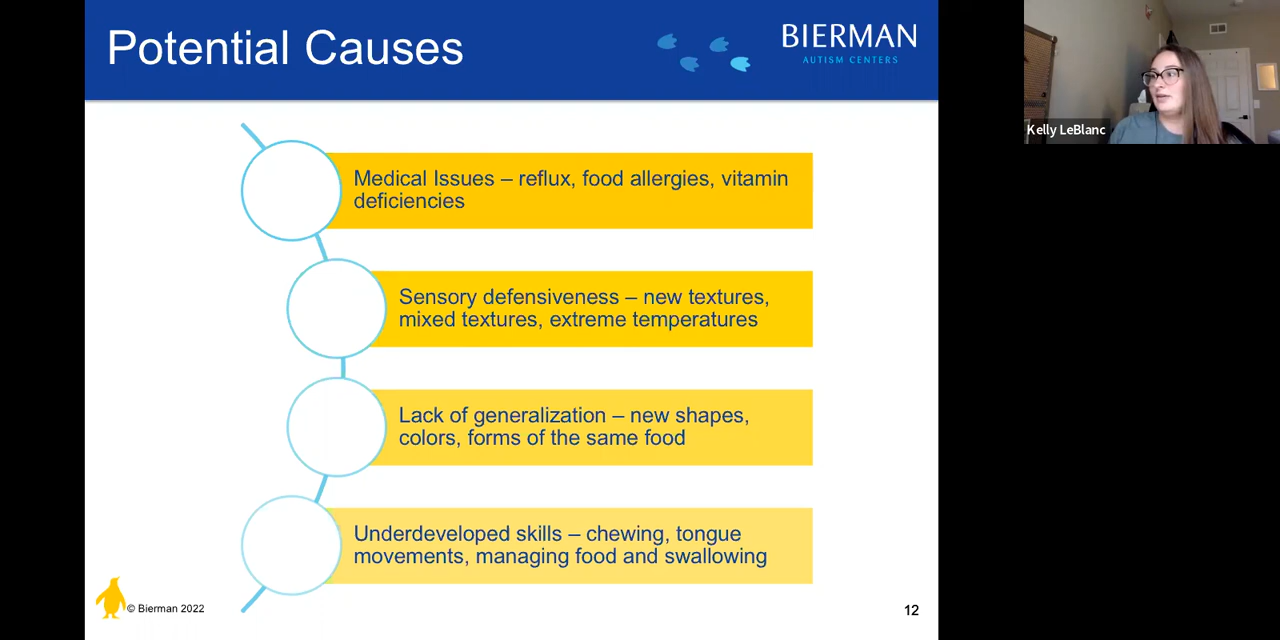 Potential Causes
BIERMAN
AUTISM CENTERS
Kelly LeBlanc
Medical Issues – reflux, food allergies, vitamin
deficiencies
Sensory defensiveness – new textures,
mixed textures, extreme temperatures
Lack of generalization – new shapes,
colors, forms of the same food
Underdeveloped skills – chewing, tongue
movements, managing food and swallowing
© Bierman 2022
12